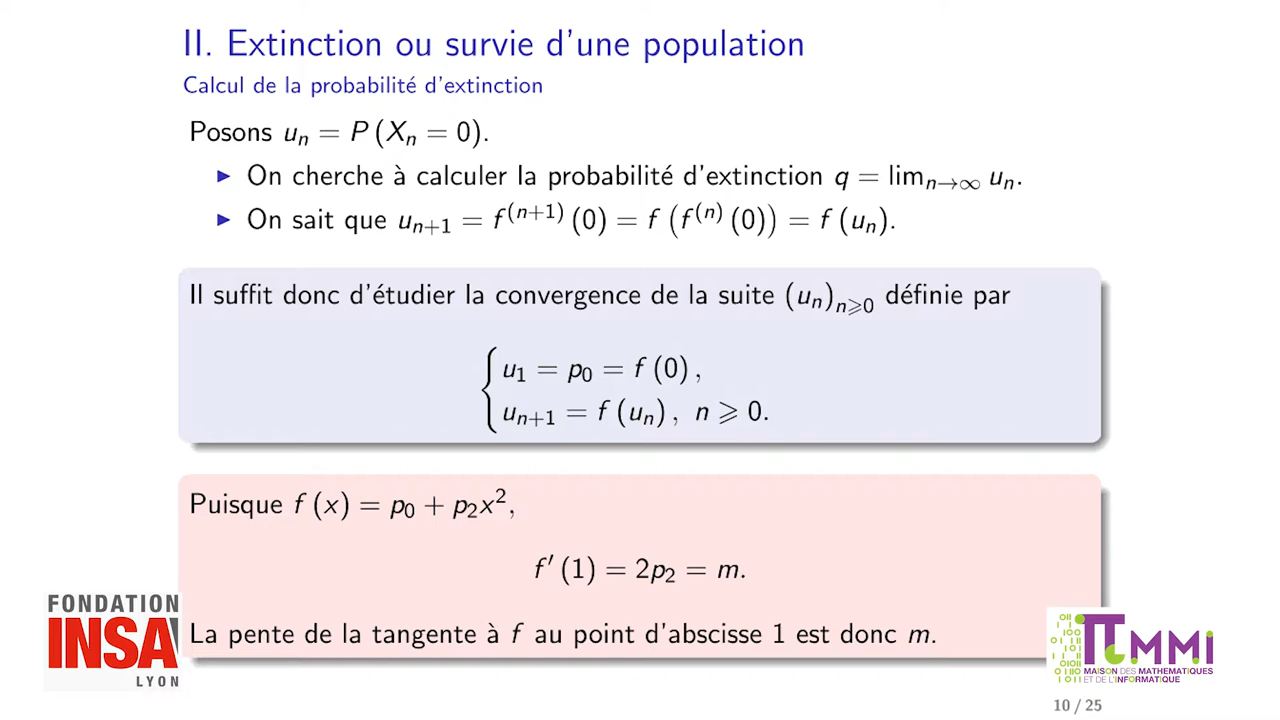 II. Extinction ou survie d'une population
Calcul de la probabilité d'extinction
Posons uₙ = P (Xₙ = 0).
▶ On cherche à calculer la probabilité d'extinction q = limₙ→∞ uₙ.
▶ On sait que uₙ₊₁ = f⁽ⁿ⁺¹⁾ (0) = f (f⁽ⁿ⁾ (0)) = f (uₙ).
Il suffit donc d'étudier la convergence de la suite (uₙ)ₙ⩾₀ définie par
u₁ = p₀ = f (0) ,
uₙ₊₁ = f (uₙ) , n ⩾ 0.
Puisque f (x) = p₀ + p₂x²,
f′ (1) = 2p₂ = m.
La pente de la tangente à f au point d'abscisse 1 est donc m.
FONDATION
INSA
LYON
MMI
MAISON DES MATHÉMATIQUES
ET DE L'INFORMATIQUE
10 / 25